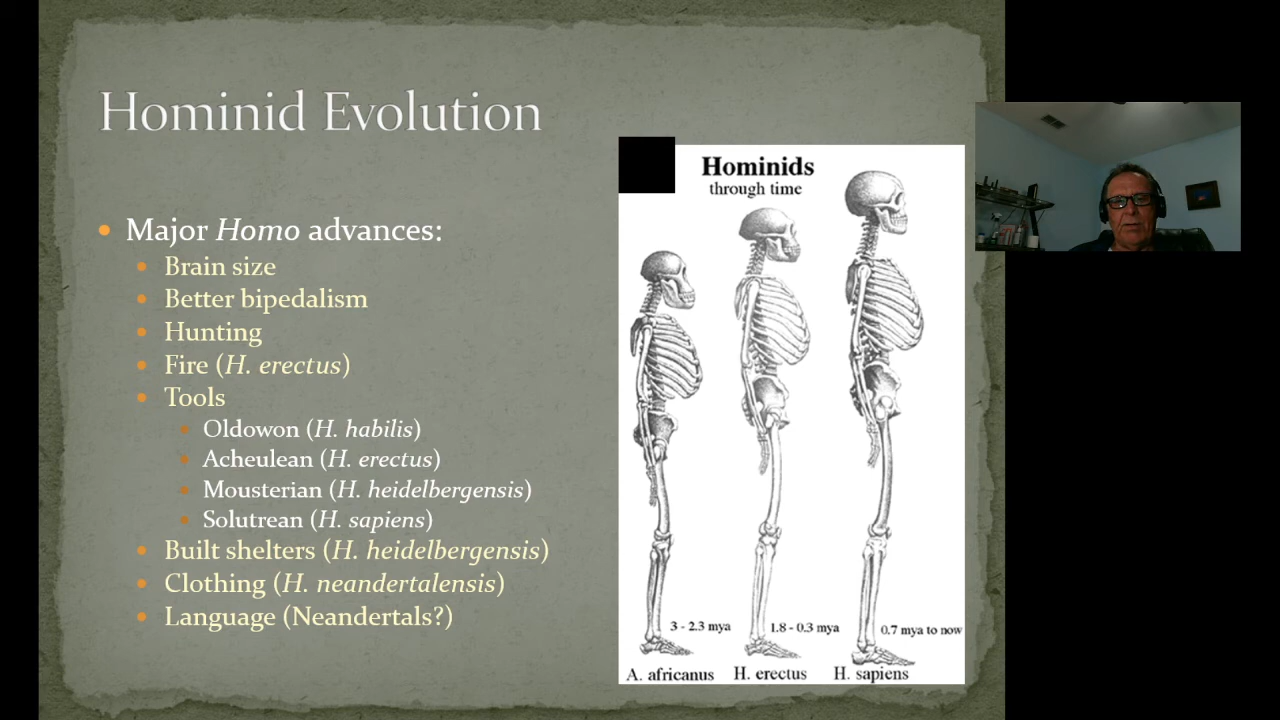 Hominid Evolution
Major Homo advances:
Brain size
Better bipedalism
Hunting
Fire (H. erectus)
Tools
Oldowon (H. habilis)
Acheulean (H. erectus)
Mousterian (H. heidelbergensis)
Solutrean (H. sapiens)
Built shelters (H. heidelbergensis)
Clothing (H. neandertalensis)
Language (Neandertals?)
Hominids
through time
3 - 2.3 mya
1.8 - 0.3 mya
0.7 mya to now
A. africanus
H. erectus
H. sapiens